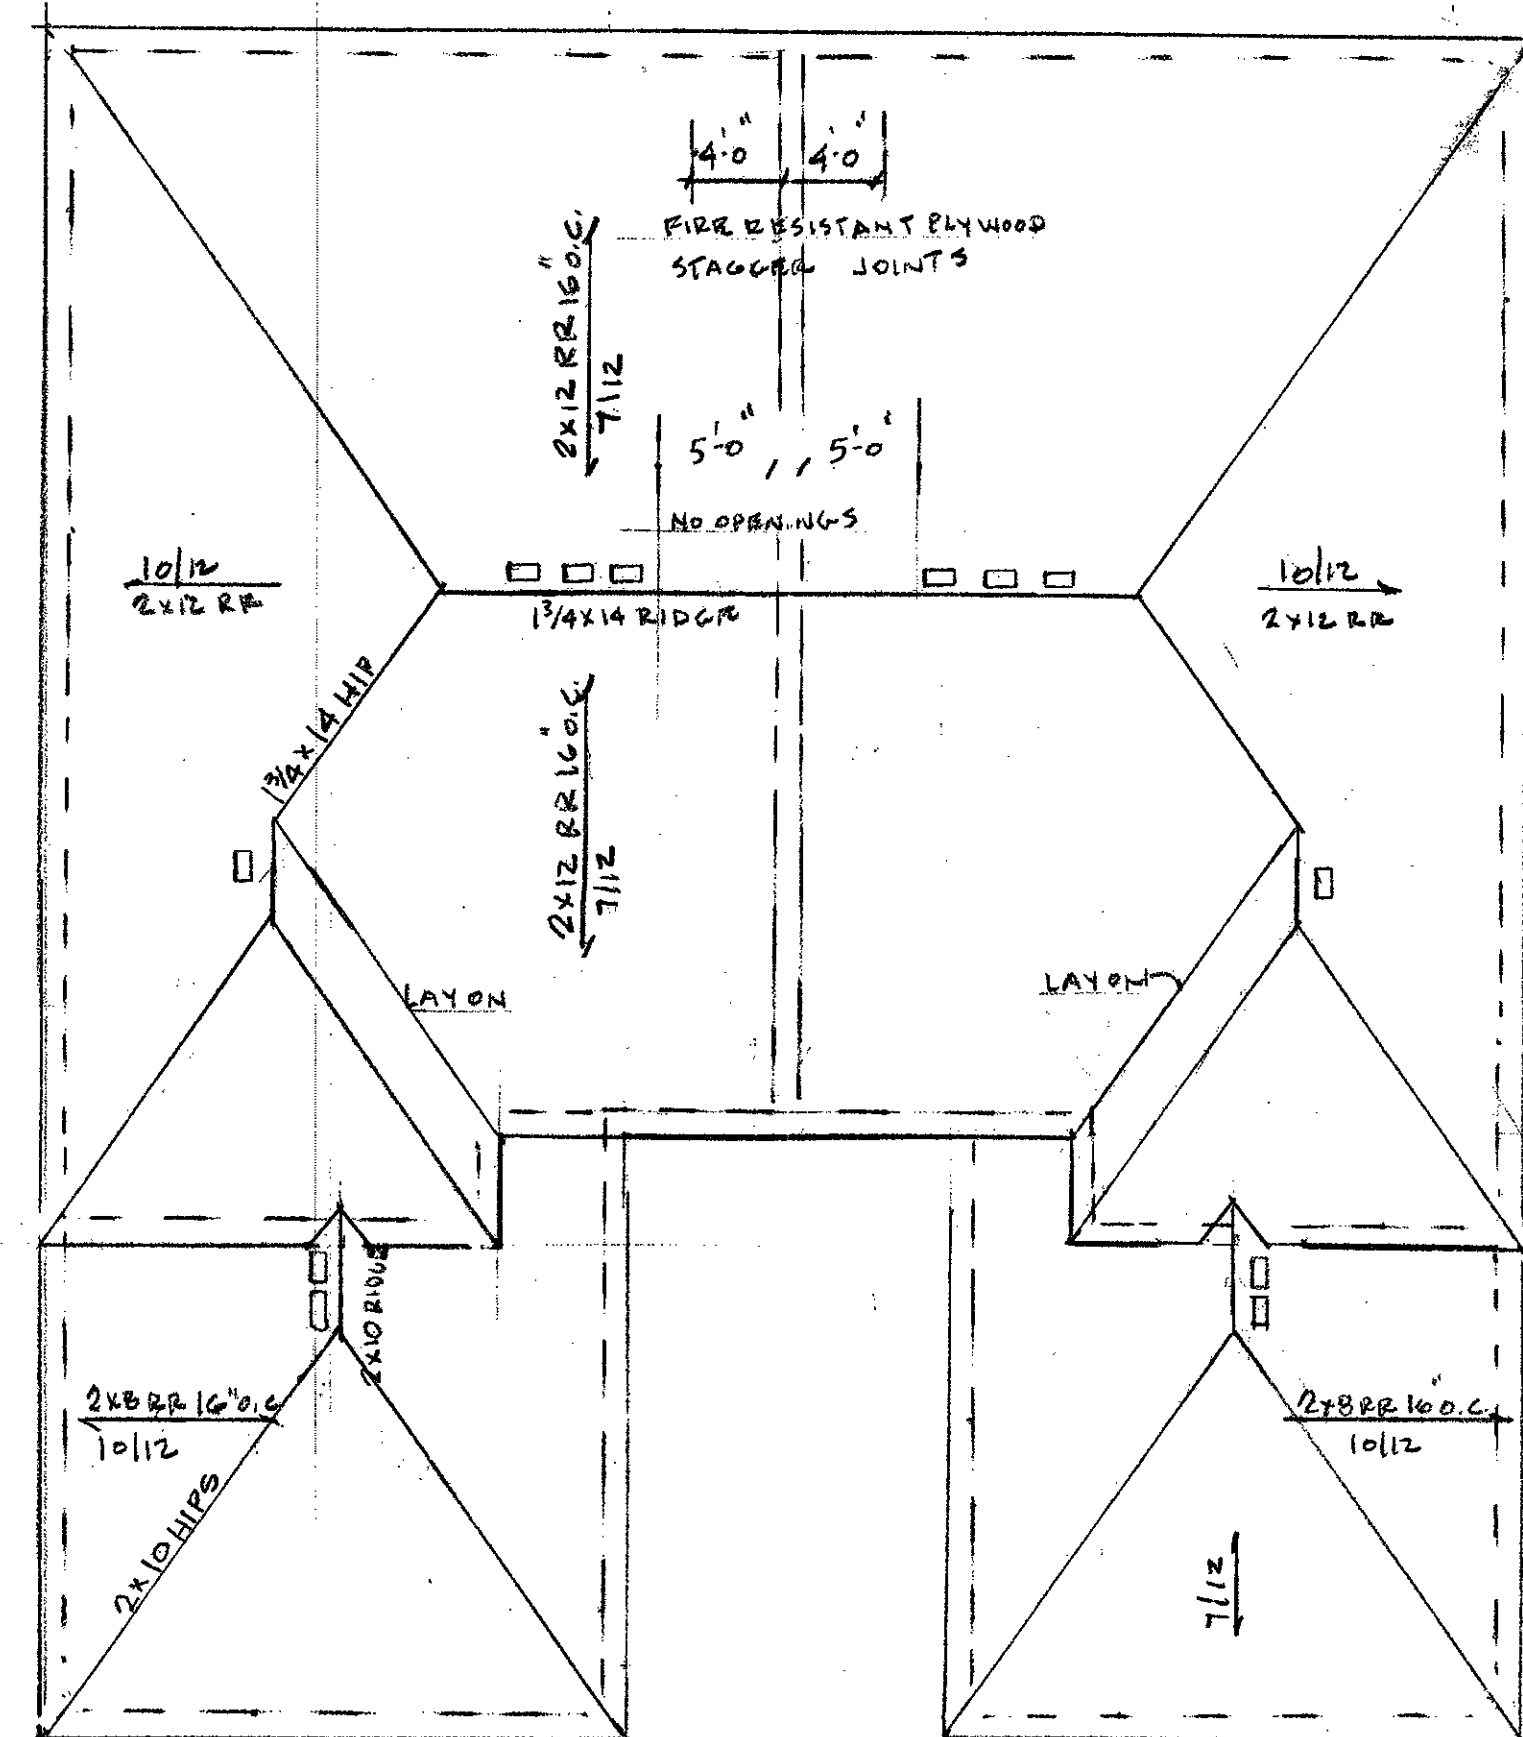 4'-0" 4'-0"
FIRE RESISTANT PLYWOOD
STAGGER JOINTS
2X12 RR 16" O.C.
7/12
5'-0" 5'-0"
NO OPENINGS
10/12
2X12 RR
10/12
2X12 RR
1 3/4 X 14 RIDGE
1 3/4 X 14 HIP
2X12 RR 16" O.C.
7/12
LAY ON
LAY ON
2X10 RIDGE
2X8 RR 16" O.C.
10/12
2X8 RR 16" O.C.
10/12
2X10 HIPS
7/12